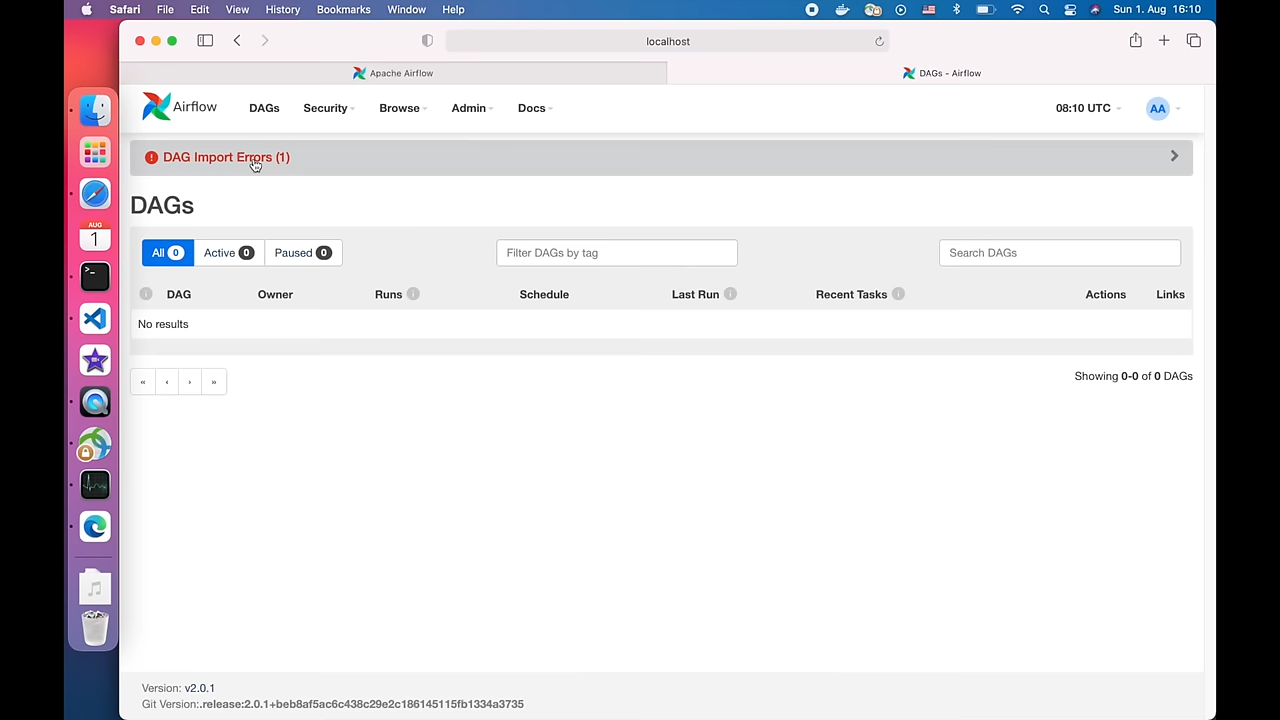 Safari File Edit View History Bookmarks Window Help Sun 1. Aug 16:10
localhost
Apache Airflow DAGs - Airflow
Airflow DAGs Security Browse Admin Docs 08:10 UTC AA
DAG Import Errors (1)
DAGs
All 0 Active 0 Paused 0 Filter DAGs by tag Search DAGs
DAG Owner Runs Schedule Last Run Recent Tasks Actions Links
No results
« ‹ › » Showing 0-0 of 0 DAGs
AUG
1
Version: v2.0.1
Git Version:.release:2.0.1+beb8af5ac6c438c29e2c186145115fb1334a3735